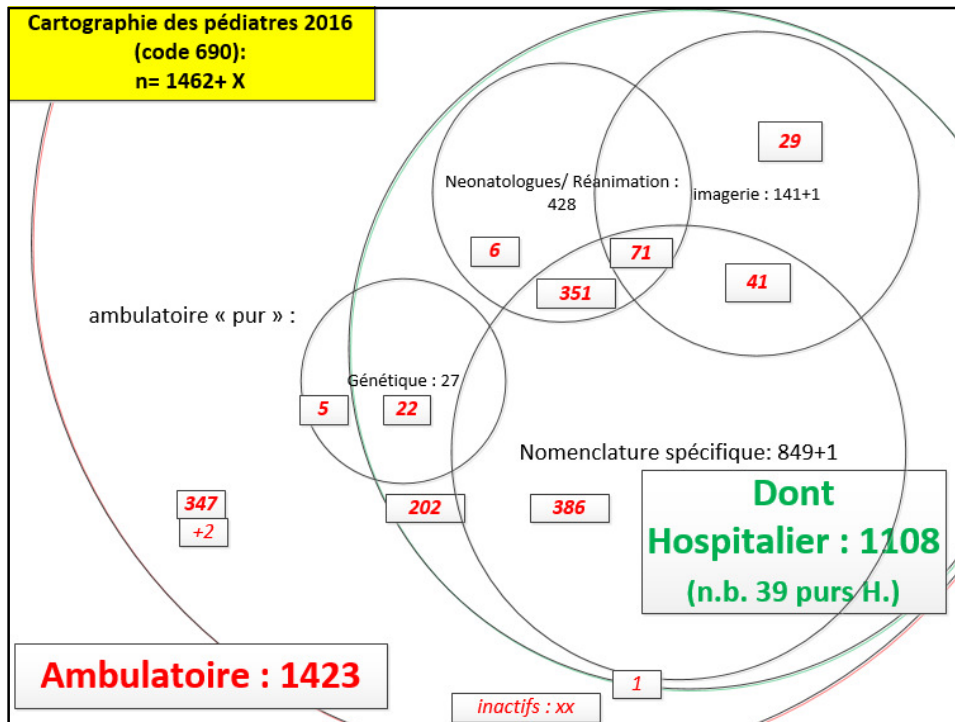 Cartographie des pédiatres 2016
(code 690):
n= 1462+ X
29
Neonatologues/ Réanimation :
428
imagerie : 141+1
6
71
41
351
ambulatoire « pur » :
Génétique : 27
5
22
Nomenclature spécifique: 849+1
347
+2
202
386
Dont
Hospitalier : 1108
(n.b. 39 purs H.)
Ambulatoire : 1423
1
inactifs : xx